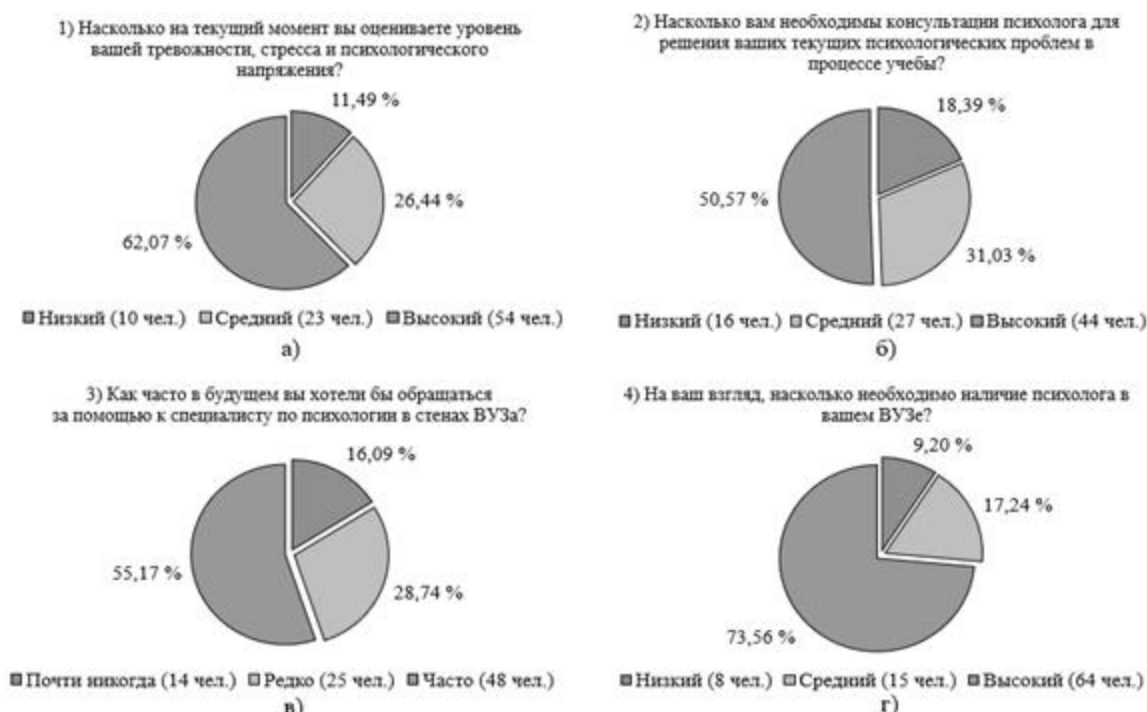 1) Насколько на текущий момент вы оцениваете уровень
вашей тревожности, стресса и психологического
напряжения?
11,49 %
26,44 %
62,07 %
Низкий (10 чел.) Средний (23 чел.) Высокий (54 чел.)
а)
2) Насколько вам необходимы консультации психолога для
решения ваших текущих психологических проблем в
процессе учебы?
18,39 %
50,57 %
31,03 %
Низкий (16 чел.) Средний (27 чел.) Высокий (44 чел.)
б)
3) Как часто в будущем вы хотели бы обращаться
за помощью к специалисту по психологии в стенах ВУЗа?
16,09 %
55,17 %
28,74 %
Почти никогда (14 чел.) Редко (25 чел.) Часто (48 чел.)
в)
4) На ваш взгляд, насколько необходимо наличие психолога в
вашем ВУЗе?
9,20 %
17,24 %
73,56 %
Низкий (8 чел.) Средний (15 чел.) Высокий (64 чел.)
г)